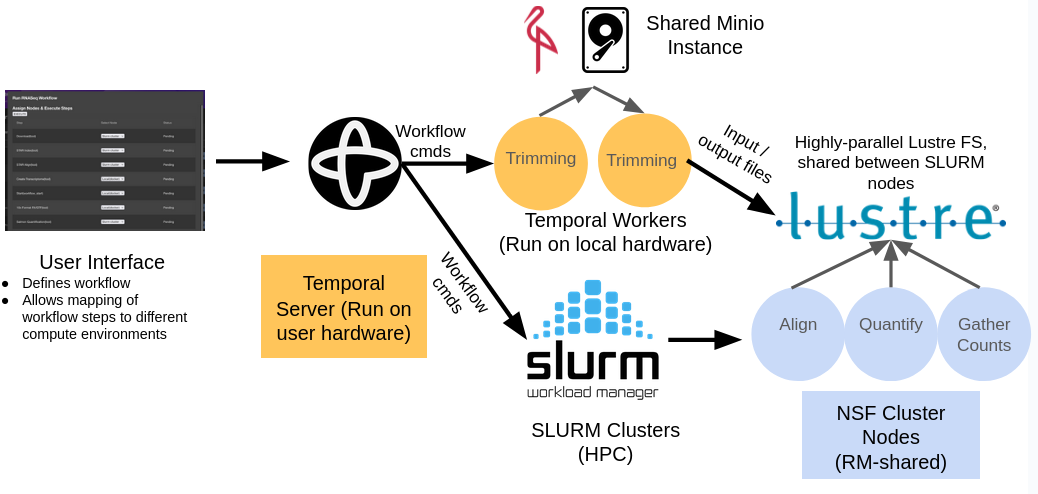 Run RNASeq Workflow
Assign Nodes & Execute Steps
User Interface
● Defines workflow
● Allows mapping of
workflow steps to different
compute environments
Temporal
Server (Run on
user hardware)
Workflow
cmds
Workflow
cmds
Shared Minio
Instance
Trimming
Trimming
Temporal Workers
(Run on local hardware)
Input /
output files
slurm
workload manager
SLURM Clusters
(HPC)
Highly-parallel Lustre FS,
shared between SLURM
nodes
lustre®
Align
Quantify
Gather
Counts
NSF Cluster
Nodes
(RM-shared)